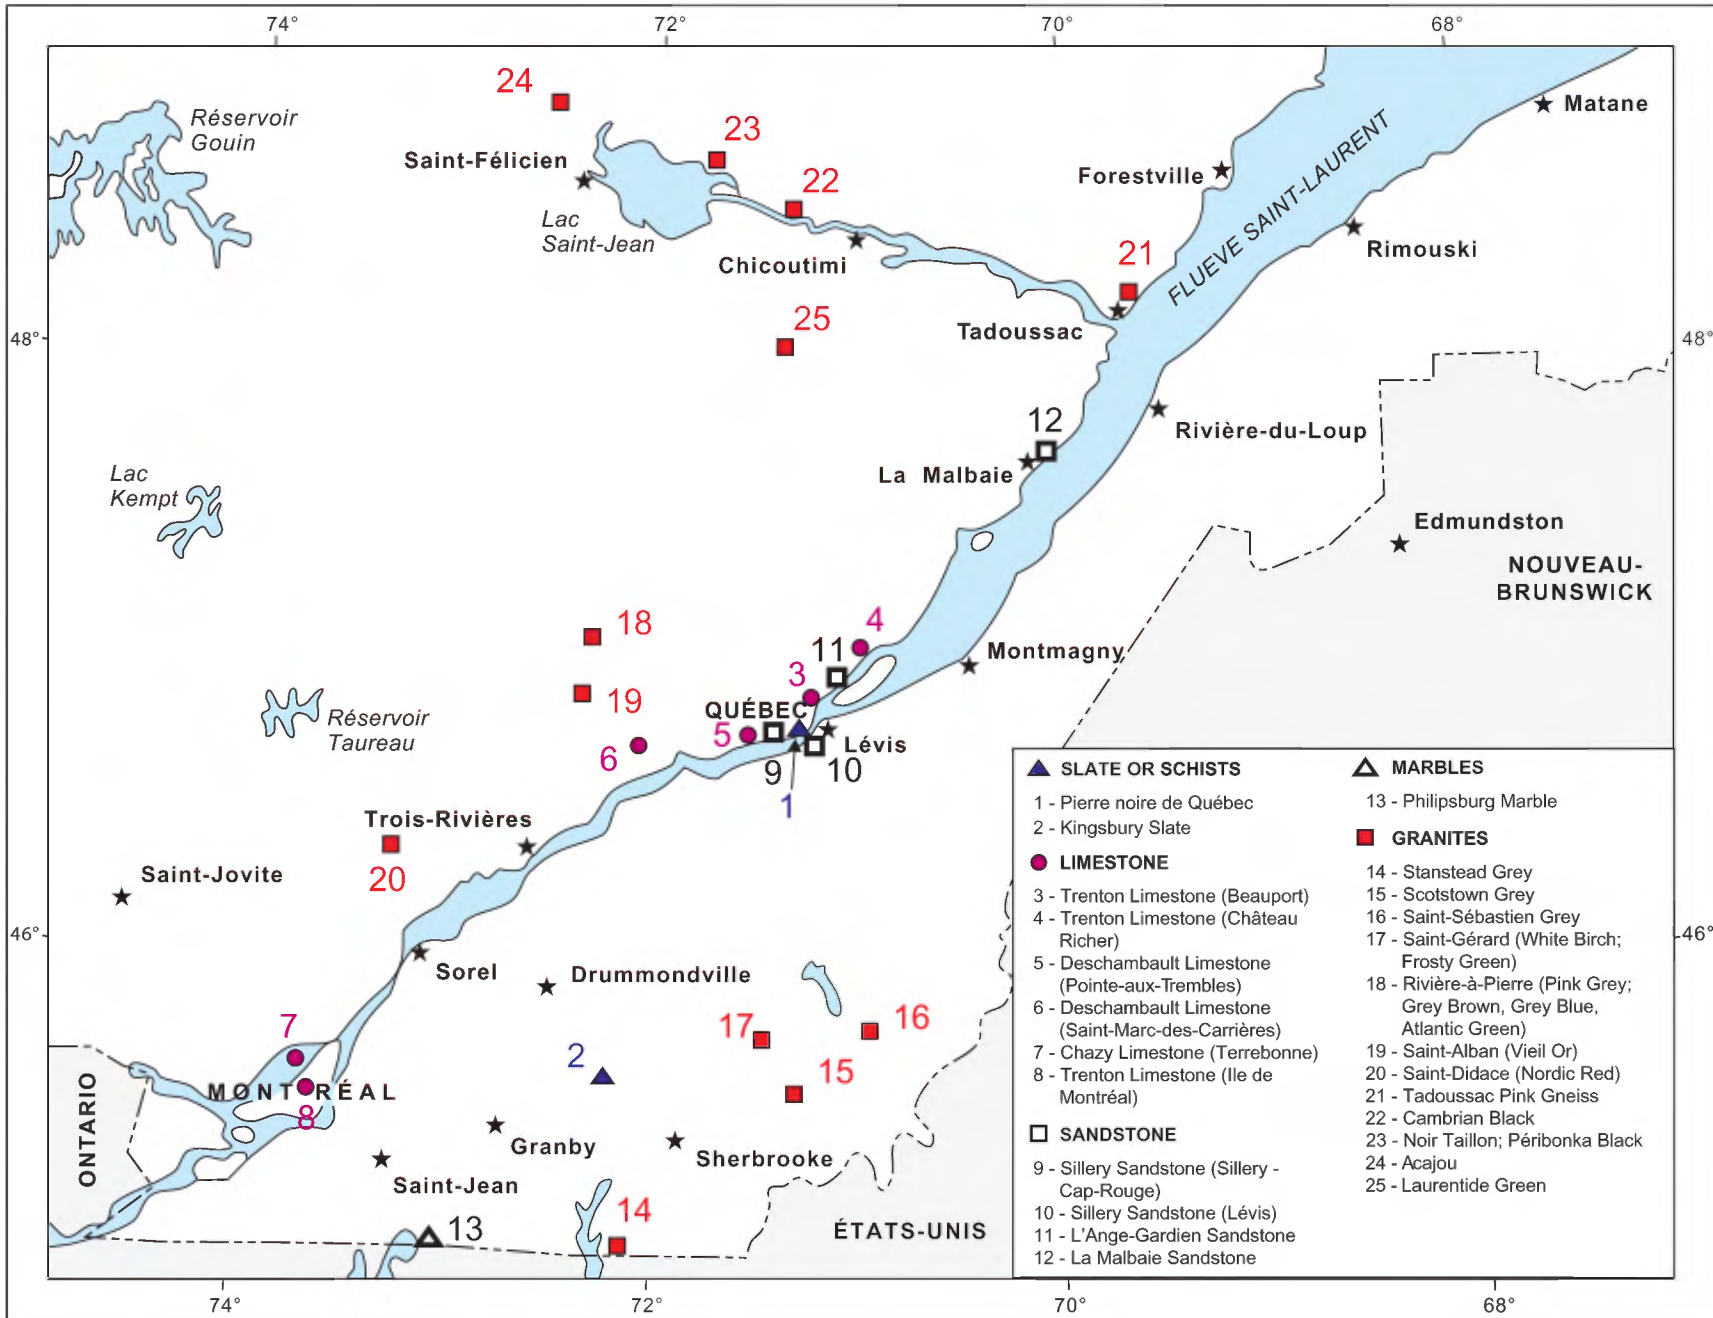 74°
72°
70°
68°
24
Réservoir
Gouin
23
Matane
Saint-Félicien
22
Forestville
FLUEVE SAINT-LAURENT
Lac
Saint-Jean
Chicoutimi
21
Rimouski
25
Tadoussac
48°
48°
12
Rivière-du-Loup
La Malbaie
Lac
Kempt
Edmundston
NOUVEAU-
BRUNSWICK
18
4
11
Montmagny
3
19
QUÉBEC
Réservoir
Taureau
5
6
9
10
Lévis
1
Trois-Rivières
20
Saint-Jovite
46°
46°
Sorel
Drummondville
7
17
16
2
15
MONTRÉAL
8
ONTARIO
Granby
Sherbrooke
Saint-Jean
14
13
ÉTATS-UNIS
SLATE OR SCHISTS
1 - Pierre noire de Québec
2 - Kingsbury Slate
LIMESTONE
3 - Trenton Limestone (Beauport)
4 - Trenton Limestone (Château
Richer)
5 - Deschambault Limestone
(Pointe-aux-Trembles)
6 - Deschambault Limestone
(Saint-Marc-des-Carrières)
7 - Chazy Limestone (Terrebonne)
8 - Trenton Limestone (Ile de
Montréal)
SANDSTONE
9 - Sillery Sandstone (Sillery -
Cap-Rouge)
10 - Sillery Sandstone (Lévis)
11 - L'Ange-Gardien Sandstone
12 - La Malbaie Sandstone
MARBLES
13 - Philipsburg Marble
GRANITES
14 - Stanstead Grey
15 - Scotstown Grey
16 - Saint-Sébastien Grey
17 - Saint-Gérard (White Birch;
Frosty Green)
18 - Rivière-à-Pierre (Pink Grey;
Grey Brown, Grey Blue,
Atlantic Green)
19 - Saint-Alban (Vieil Or)
20 - Saint-Didace (Nordic Red)
21 - Tadoussac Pink Gneiss
22 - Cambrian Black
23 - Noir Taillon; Péribonka Black
24 - Acajou
25 - Laurentide Green
74°
72°
70°
68°